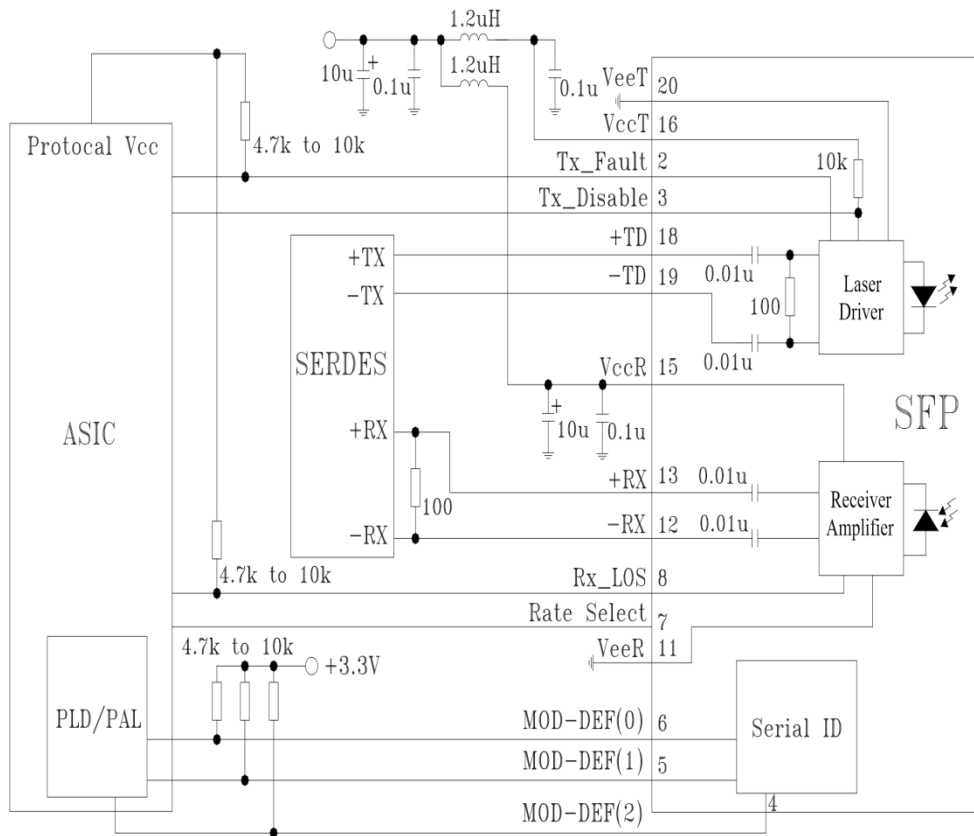 1.2uH
10u
+
0.1u
1.2uH
0.1u
VeeT 20
VccT 16
Protocal Vcc
4.7k to 10k
Tx_Fault 2
10k
Tx_Disable 3
+TX
+TD 18
0.01u
-TX
-TD 19
100
Laser
Driver
SERDES
0.01u
VccR 15
SFP
ASIC
+
10u
0.1u
+RX
+RX 13
0.01u
100
Receiver
Amplifier
-RX
-RX 12
0.01u
4.7k to 10k
Rx_LOS 8
Rate Select 7
4.7k to 10k
VeeR 11
+3.3V
PLD/PAL
MOD-DEF(0) 6
Serial ID
MOD-DEF(1) 5
MOD-DEF(2) 4